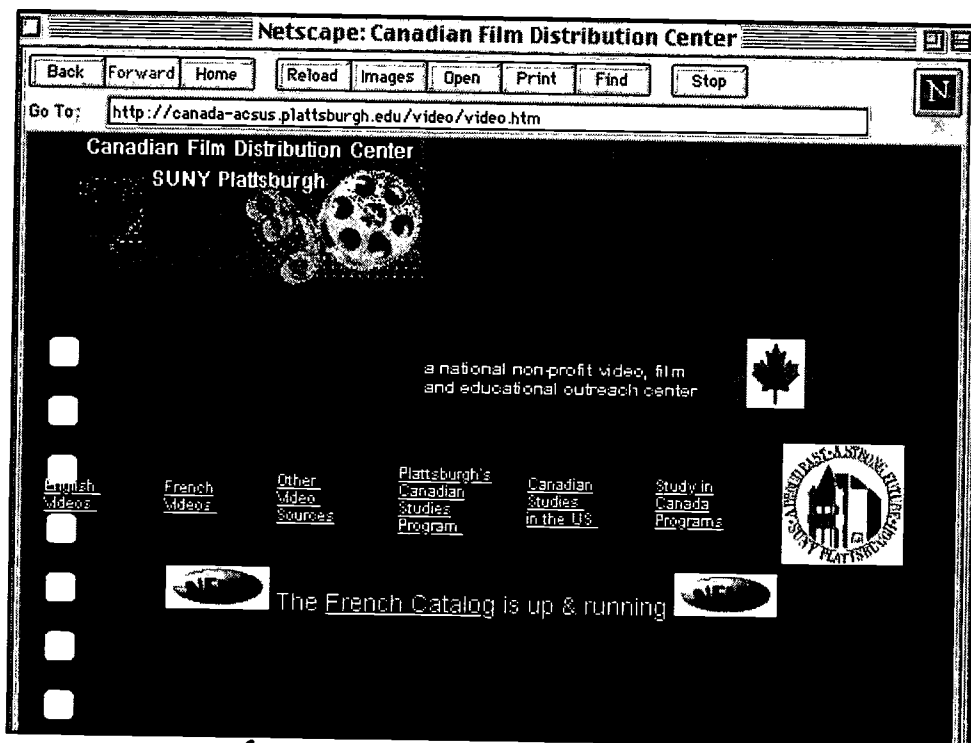 Netscape: Canadian Film Distribution Center
Back Forward Home Reload Images Open Print Find Stop
N
Go To: http://canada-acsus.plattsburgh.edu/video/video.htm
Canadian Film Distribution Center
SUNY Plattsburgh
a national non-profit video, film
and educational outreach center
English
Videos
French
Videos
Other
Video
Sources
Plattsburgh's
Canadian
Studies
Program
Canadian
Studies
in the US
Study in
Canada
Programs
A PROUD PAST-A STRONG FUTURE
SUNY PLATTSBURGH
NEW
The French Catalog is up & running
NEW